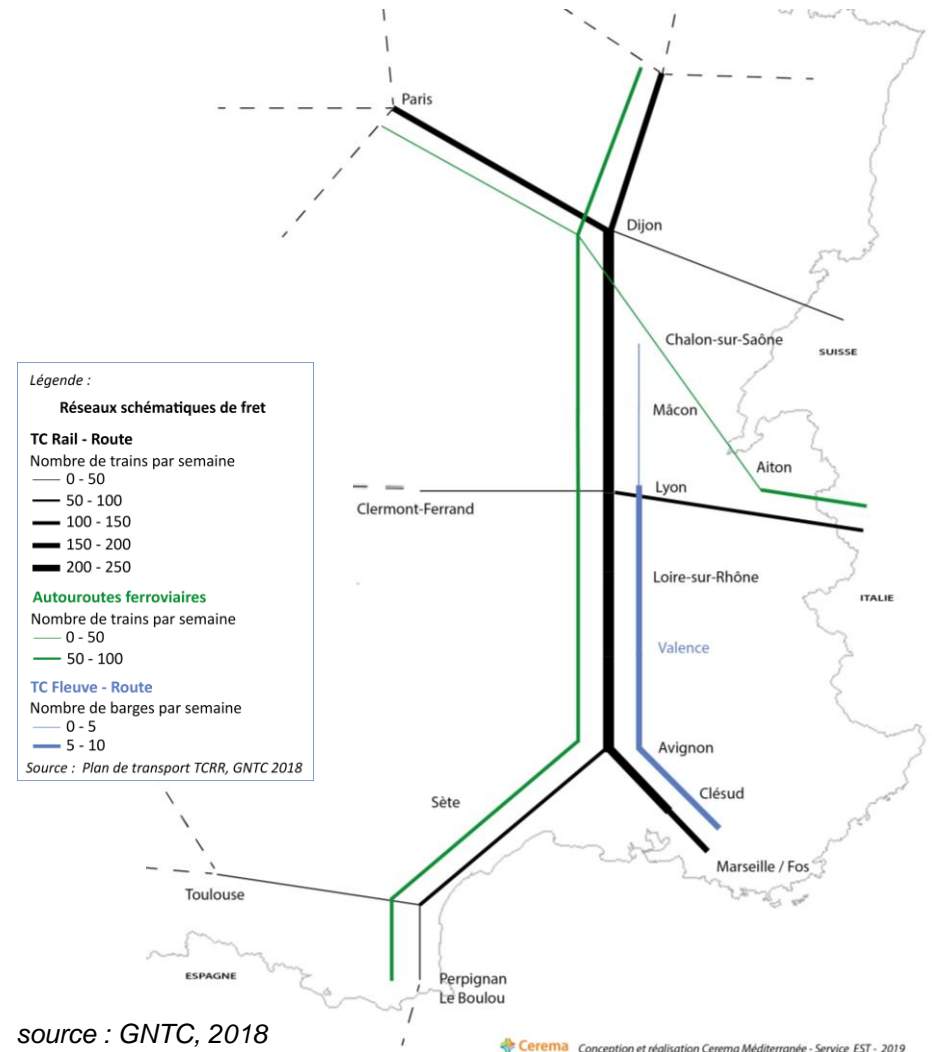 Paris
Dijon
Chalon-sur-Saône
SUISSE
Légende :
Réseaux schématiques de fret
TC Rail - Route
Nombre de trains par semaine
0 - 50
50 - 100
100 - 150
150 - 200
200 - 250
Autouroutes ferroviaires
Nombre de trains par semaine
0 - 50
50 - 100
TC Fleuve - Route
Nombre de barges par semaine
0 - 5
5 - 10
Source : Plan de transport TCRR, GNTC 2018
Mâcon
Aiton
Lyon
Clermont-Ferrand
Loire-sur-Rhône
ITALIE
Valence
Avignon
Clésud
Sète
Marseille / Fos
Toulouse
ESPAGNE
Perpignan
Le Boulou
source : GNTC, 2018
Cerema Conception et réalisation Cerema Méditerranée - Service EST - 2019